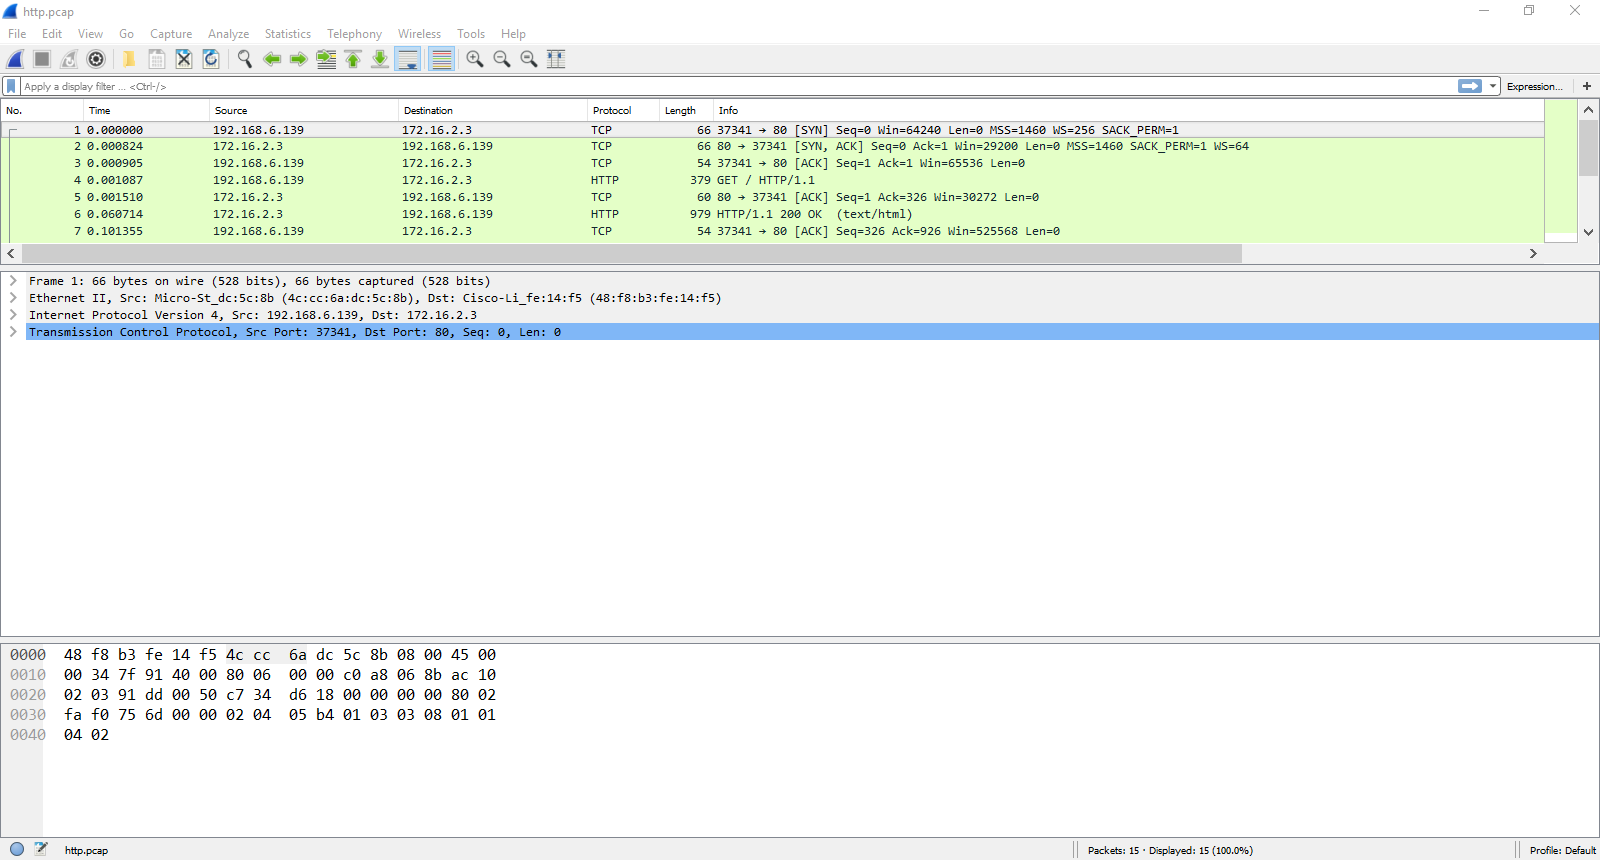 http.pcap
File Edit View Go Capture Analyze Statistics Telephony Wireless Tools Help
Apply a display filter ... <Ctrl-/> Expression... +
No. Time Source Destination Protocol Length Info
1 0.000000 192.168.6.139 172.16.2.3 TCP 66 37341 → 80 [SYN] Seq=0 Win=64240 Len=0 MSS=1460 WS=256 SACK_PERM=1
2 0.000824 172.16.2.3 192.168.6.139 TCP 66 80 → 37341 [SYN, ACK] Seq=0 Ack=1 Win=29200 Len=0 MSS=1460 SACK_PERM=1 WS=64
3 0.000905 192.168.6.139 172.16.2.3 TCP 54 37341 → 80 [ACK] Seq=1 Ack=1 Win=65536 Len=0
4 0.001087 192.168.6.139 172.16.2.3 HTTP 379 GET / HTTP/1.1
5 0.001510 172.16.2.3 192.168.6.139 TCP 60 80 → 37341 [ACK] Seq=1 Ack=326 Win=30272 Len=0
6 0.060714 172.16.2.3 192.168.6.139 HTTP 979 HTTP/1.1 200 OK  (text/html)
7 0.101355 192.168.6.139 172.16.2.3 TCP 54 37341 → 80 [ACK] Seq=326 Ack=926 Win=525568 Len=0
Frame 1: 66 bytes on wire (528 bits), 66 bytes captured (528 bits)
Ethernet II, Src: Micro-St_dc:5c:8b (4c:cc:6a:dc:5c:8b), Dst: Cisco-Li_fe:14:f5 (48:f8:b3:fe:14:f5)
Internet Protocol Version 4, Src: 192.168.6.139, Dst: 172.16.2.3
Transmission Control Protocol, Src Port: 37341, Dst Port: 80, Seq: 0, Len: 0
0000 48 f8 b3 fe 14 f5 4c cc 6a dc 5c 8b 08 00 45 00
0010 00 34 7f 91 40 00 80 06 00 00 c0 a8 06 8b ac 10
0020 02 03 91 dd 00 50 c7 34 d6 18 00 00 00 00 80 02
0030 fa f0 75 6d 00 00 02 04 05 b4 01 03 03 08 01 01
0040 04 02
http.pcap Packets: 15 · Displayed: 15 (100.0%) Profile: Default